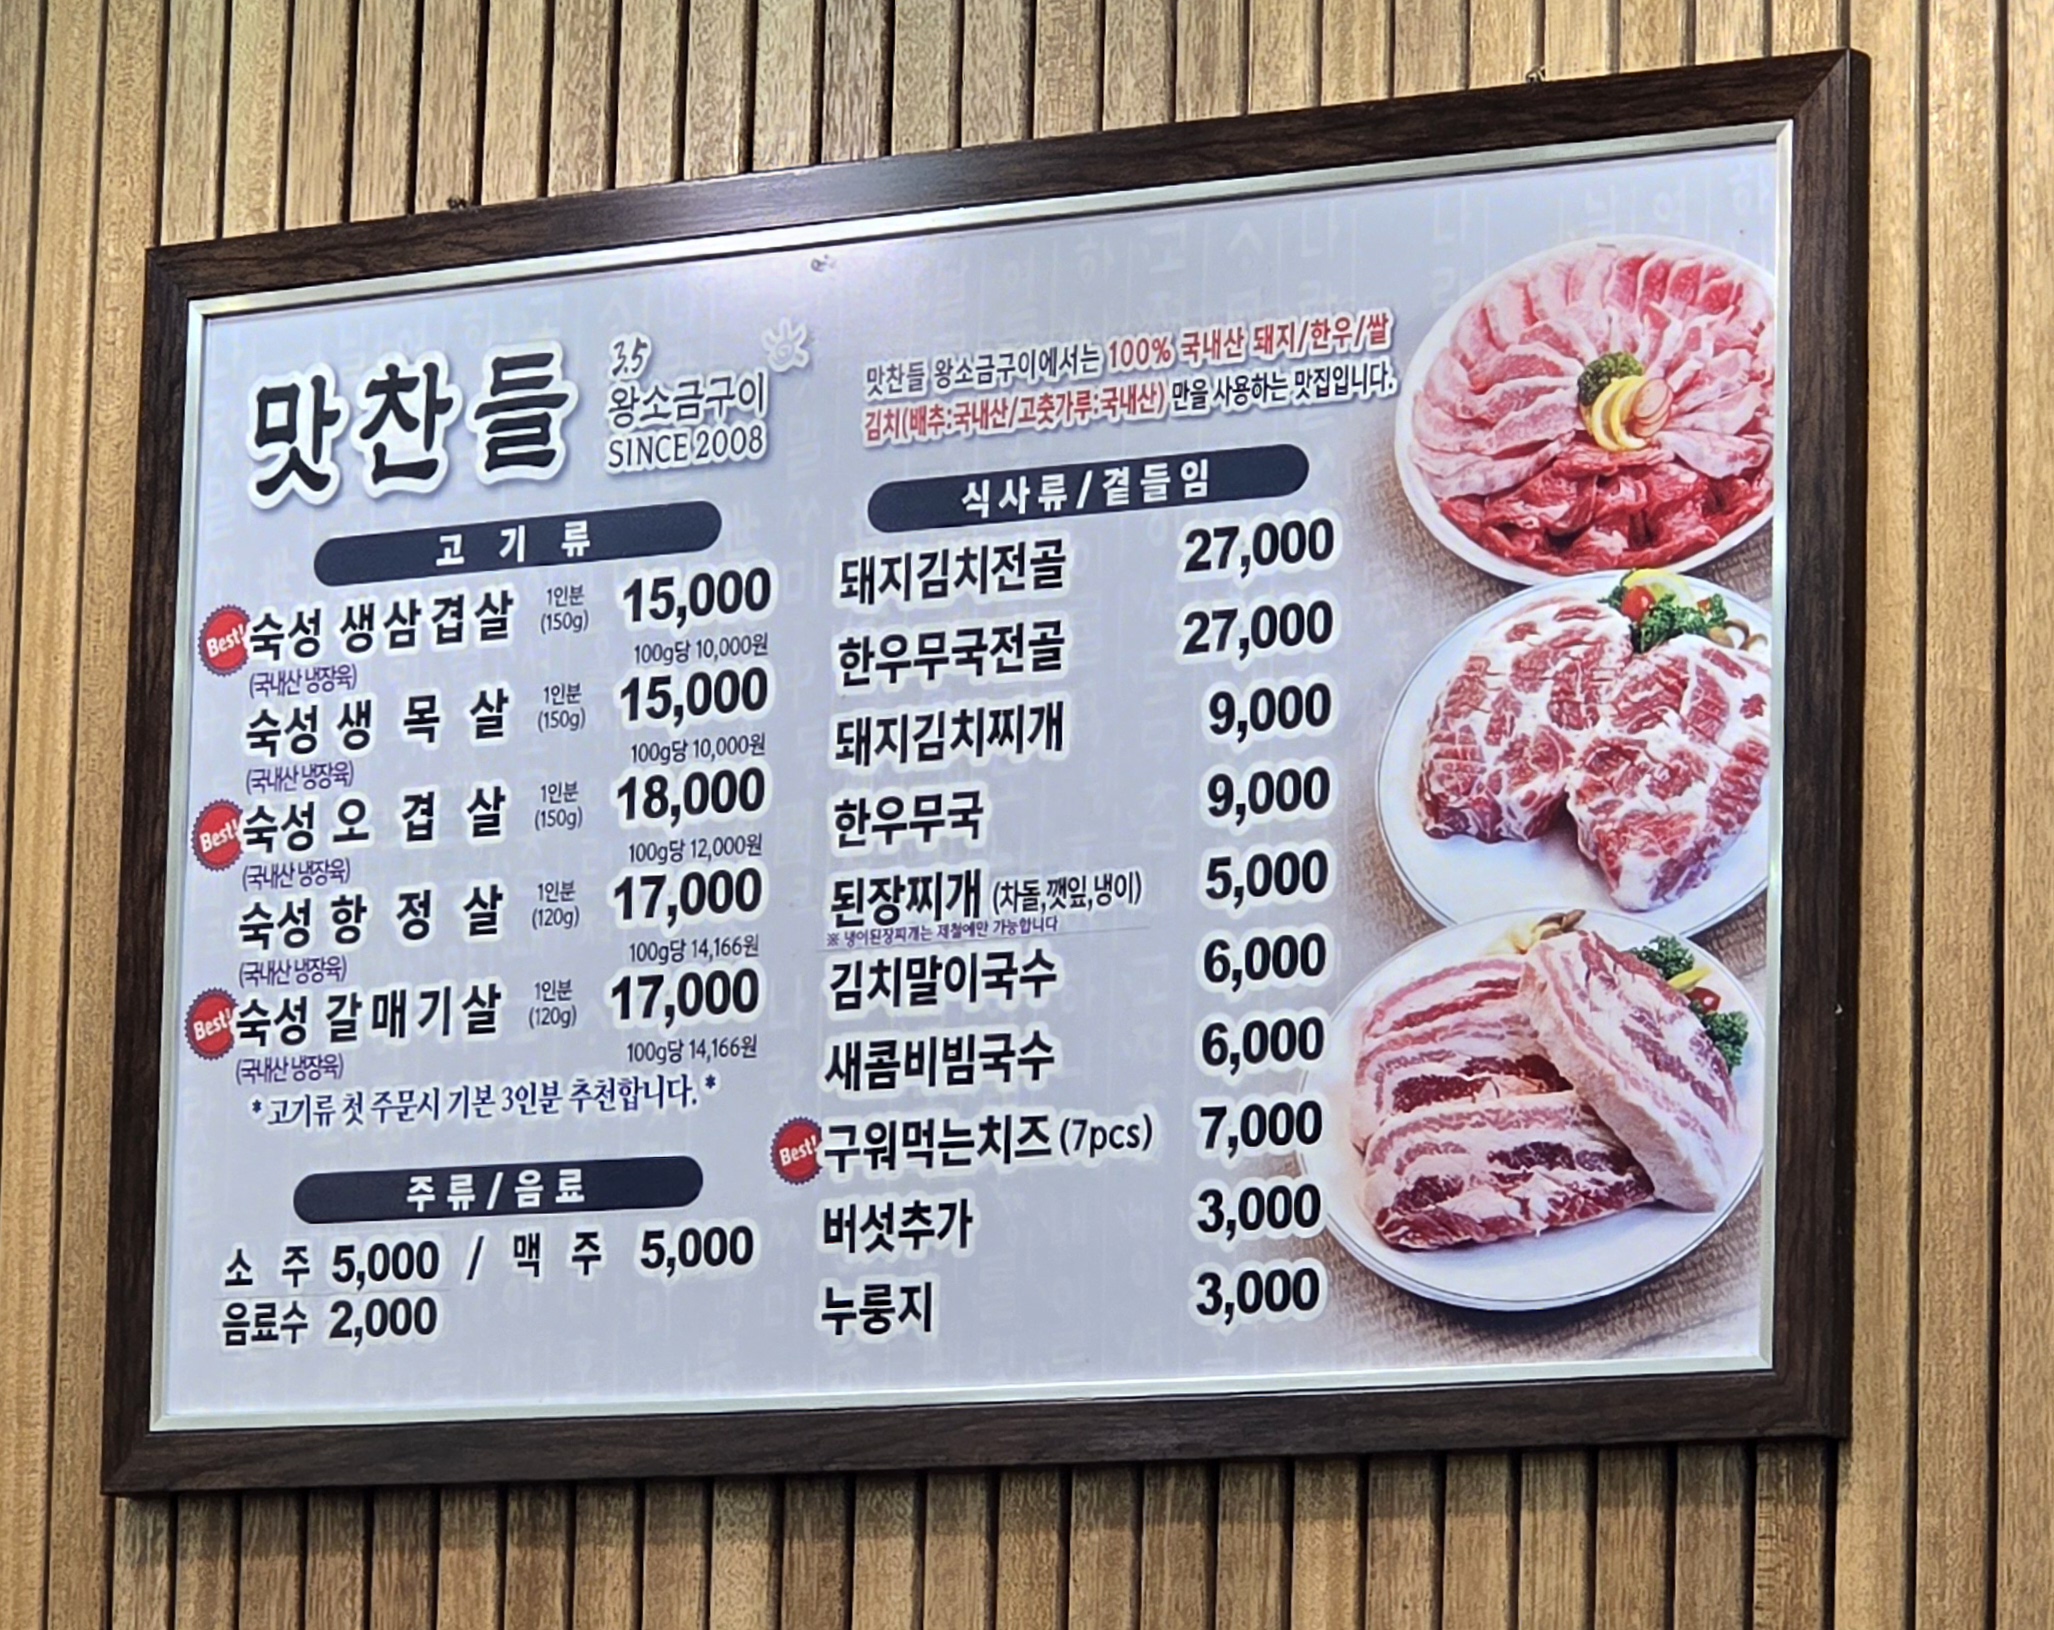 맛찬들
3.5
왕소금구이
SINCE 2008
맛찬들 왕소금구이에서는 100% 국내산 돼지/한우/쌀
김치(배추:국내산/고춧가루:국내산) 만을 사용하는 맛집입니다.
고기류
Best! 숙성 생삼겹살 1인분 (150g) 15,000
(국내산 냉장육) 100g당 10,000원
숙성 생목살 1인분 (150g) 15,000
(국내산 냉장육) 100g당 10,000원
Best! 숙성 오겹살 1인분 (150g) 18,000
(국내산 냉장육) 100g당 12,000원
숙성 항정살 1인분 (120g) 17,000
(국내산 냉장육) 100g당 14,166원
Best! 숙성 갈매기살 1인분 (120g) 17,000
(국내산 냉장육) 100g당 14,166원
* 고기류 첫 주문시 기본 3인분 추천합니다. *
주류/음료
소주 5,000 / 맥주 5,000
음료수 2,000
식사류/곁들임
돼지김치전골 27,000
한우무국전골 27,000
돼지김치찌개 9,000
한우무국 9,000
된장찌개 (차돌,깻잎,냉이) 5,000
※ 냉이된장찌개는 제철에만 가능합니다
김치말이국수 6,000
새콤비빔국수 6,000
Best! 구워먹는치즈 (7pcs) 7,000
버섯추가 3,000
누룽지 3,000